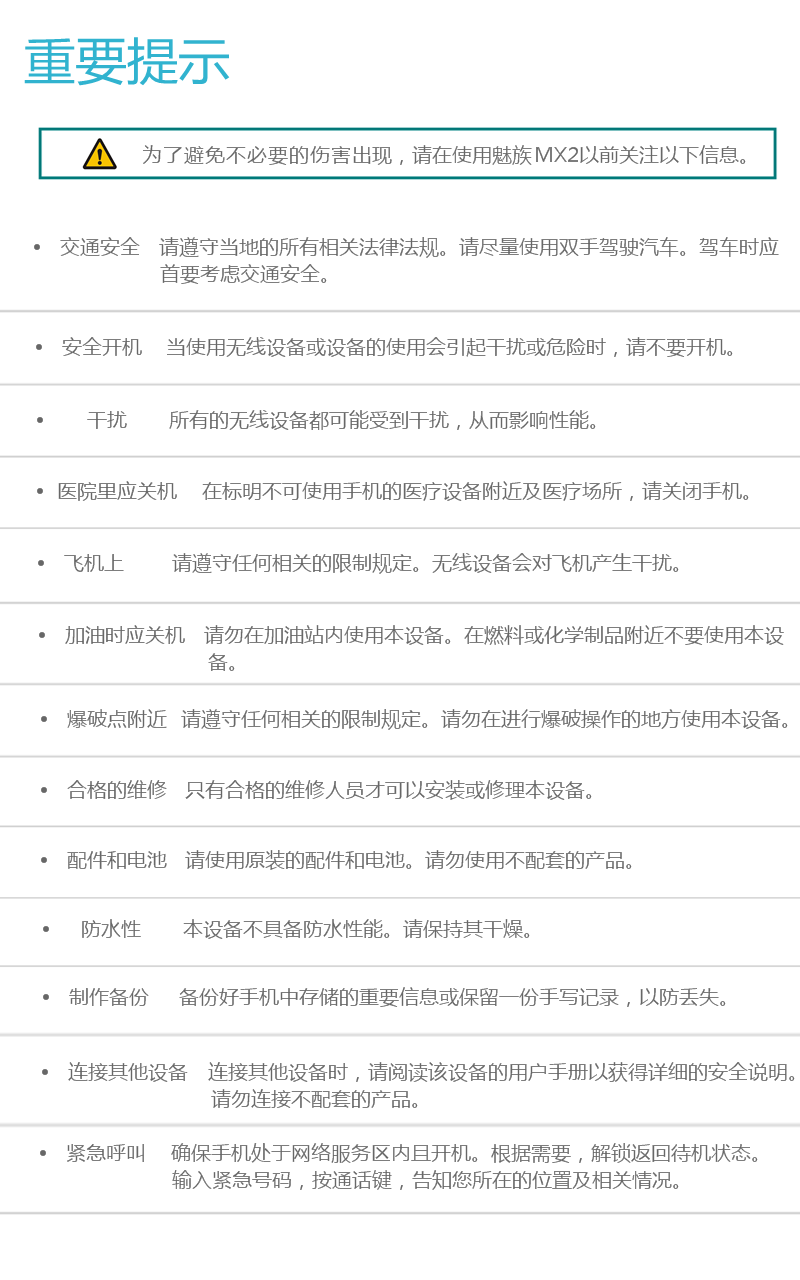 重要提示
为了避免不必要的伤害出现，请在使用魅族MX2以前关注以下信息。
• 交通安全 请遵守当地的所有相关法律法规。请尽量使用双手驾驶汽车。驾车时应
首要考虑交通安全。
• 安全开机 当使用无线设备或设备的使用会引起干扰或危险时，请不要开机。
• 干扰 所有的无线设备都可能受到干扰，从而影响性能。
• 医院里应关机 在标明不可使用手机的医疗设备附近及医疗场所，请关闭手机。
• 飞机上 请遵守任何相关的限制规定。无线设备会对飞机产生干扰。
• 加油时应关机 请勿在加油站内使用本设备。在燃料或化学制品附近不要使用本设
备。
• 爆破点附近 请遵守任何相关的限制规定。请勿在进行爆破操作的地方使用本设备。
• 合格的维修 只有合格的维修人员才可以安装或修理本设备。
• 配件和电池 请使用原装的配件和电池。请勿使用不配套的产品。
• 防水性 本设备不具备防水性能。请保持其干燥。
• 制作备份 备份好手机中存储的重要信息或保留一份手写记录，以防丢失。
• 连接其他设备 连接其他设备时，请阅读该设备的用户手册以获得详细的安全说明。
请勿连接不配套的产品。
• 紧急呼叫 确保手机处于网络服务区内且开机。根据需要，解锁返回待机状态。
输入紧急号码，按通话键，告知您所在的位置及相关情况。